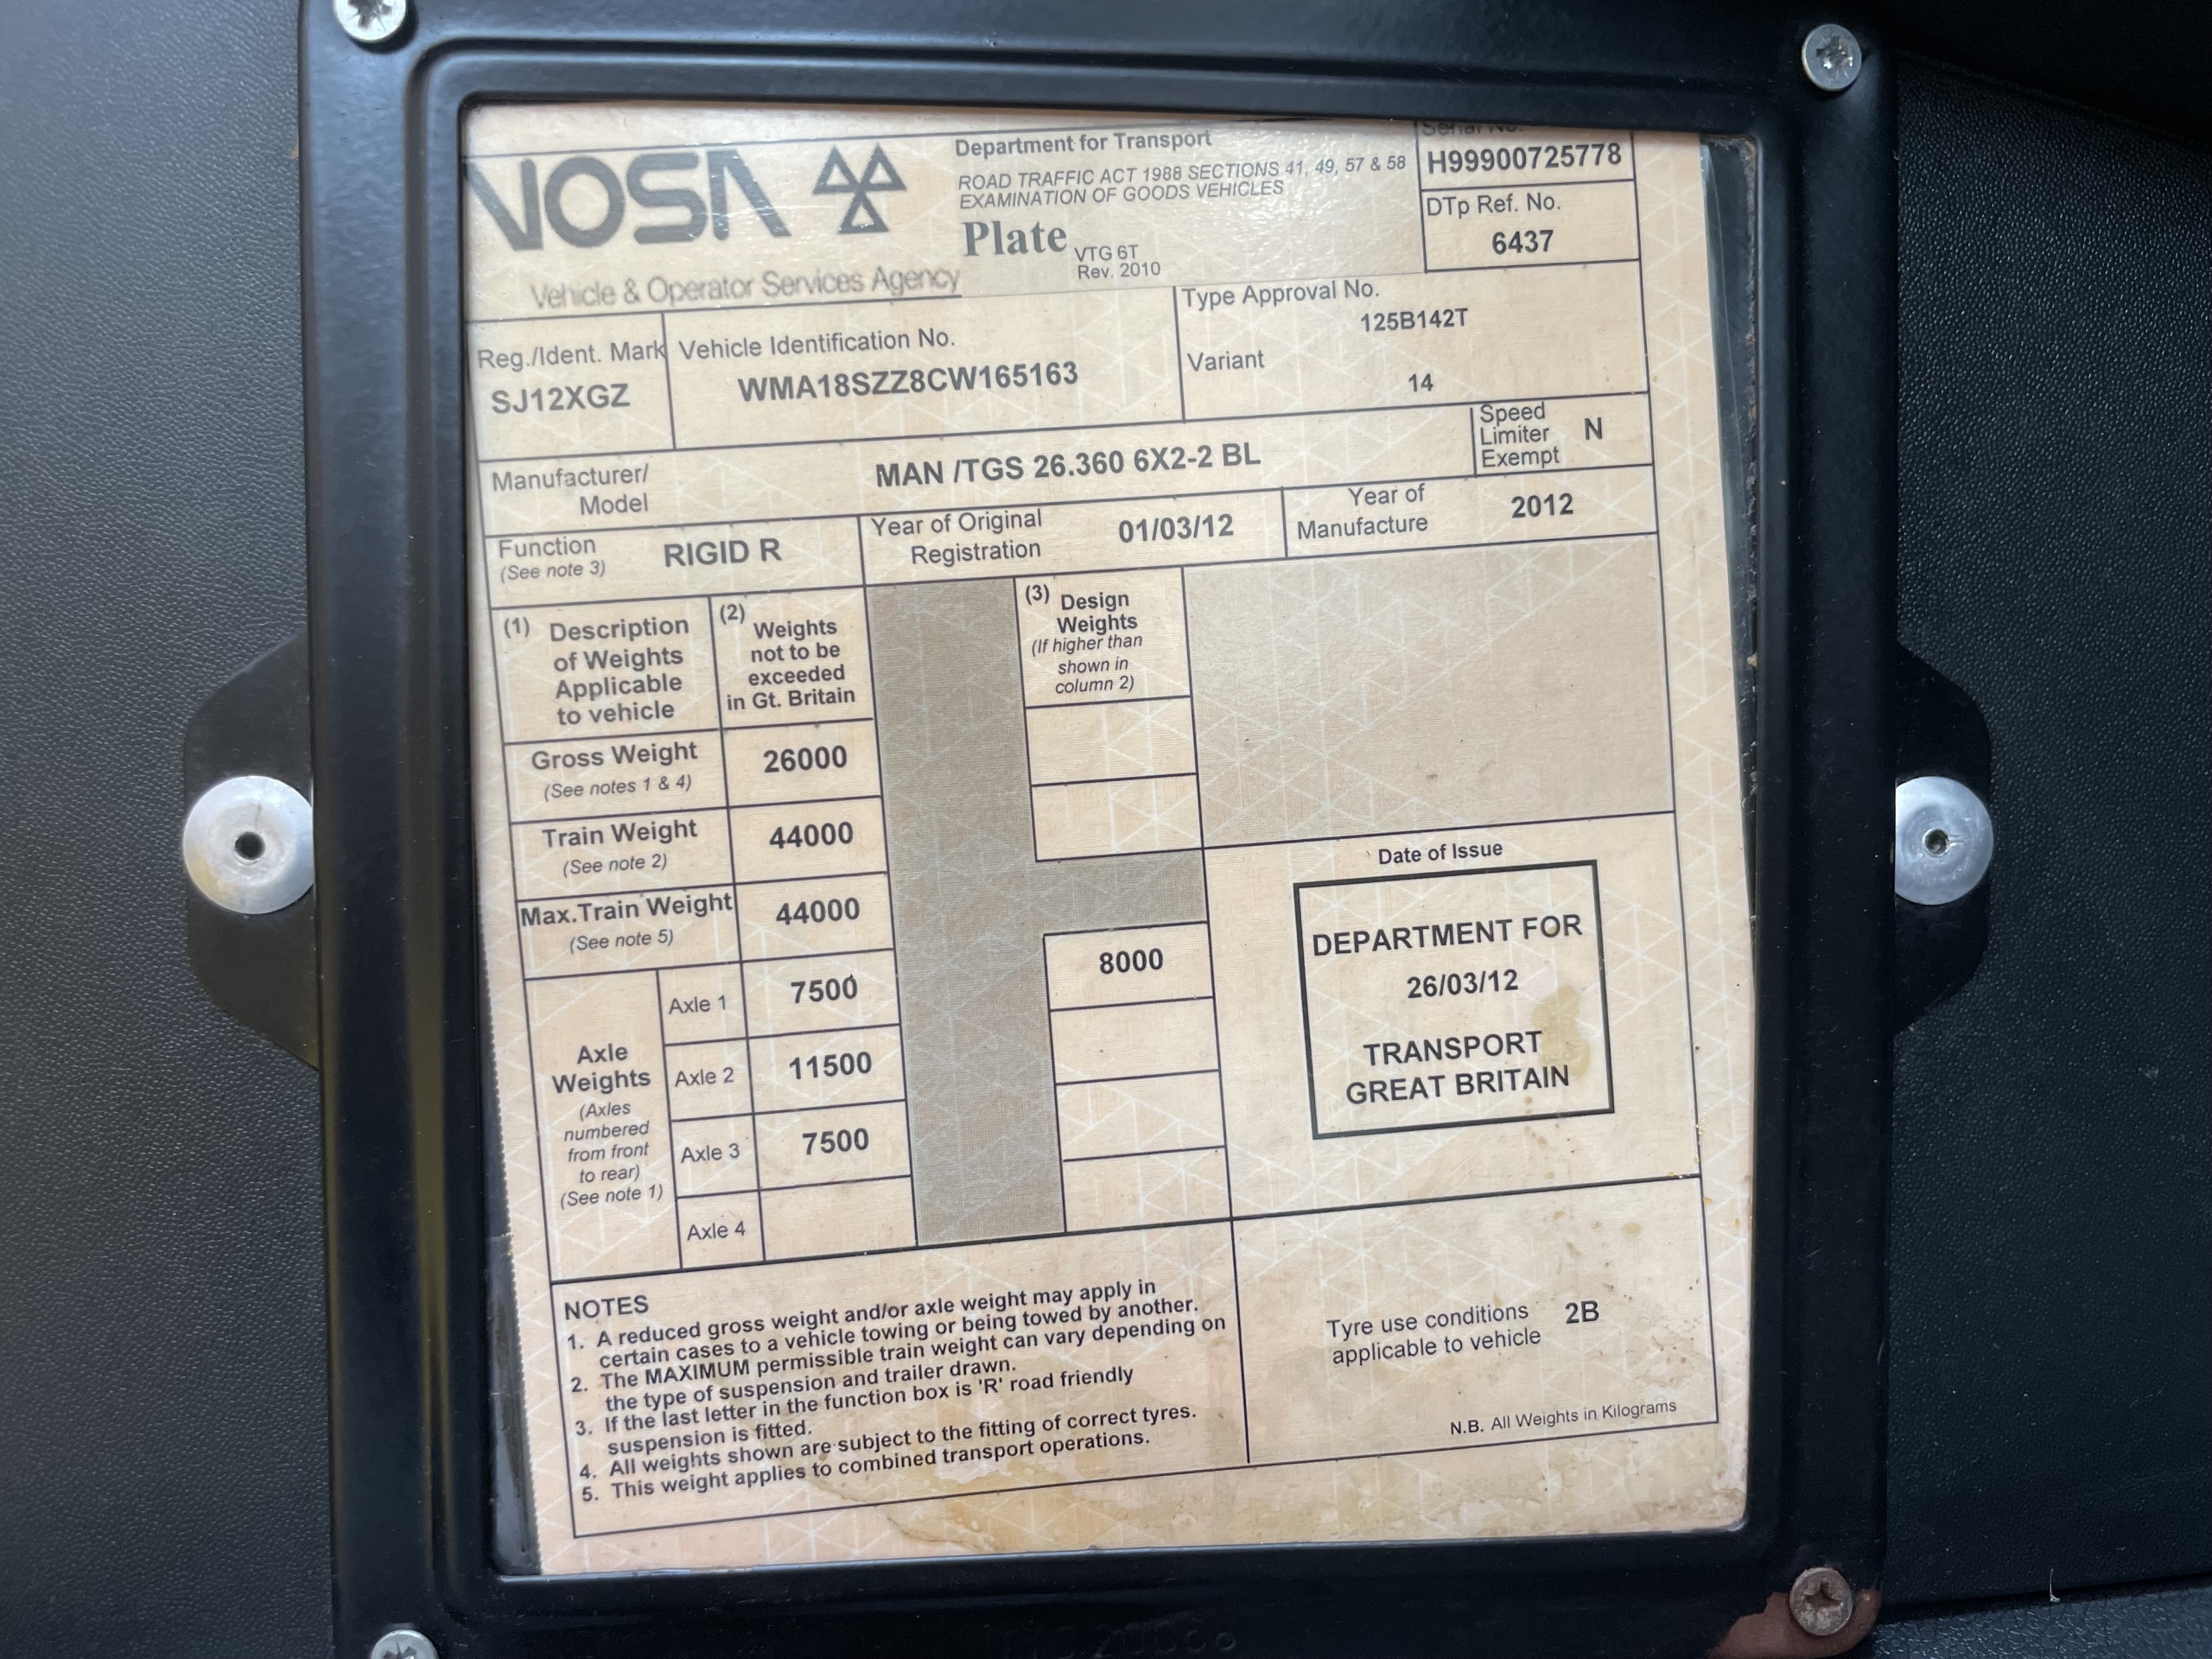 VOSA
Department for Transport
ROAD TRAFFIC ACT 1988 SECTIONS 41, 49, 57 & 58
EXAMINATION OF GOODS VEHICLES
Plate VTG 6T
Rev. 2010
Vehicle & Operator Services Agency
Serial No.
H99900725778
DTp Ref. No.
6437
Reg./Ident. Mark
SJ12XGZ
Vehicle Identification No.
WMA18SZZ8CW165163
Type Approval No.
125B142T
Variant
14
Manufacturer/
Model
MAN /TGS 26.360 6X2-2 BL
Speed
Limiter
Exempt
N
Function
(See note 3)
RIGID R
Year of Original
Registration
01/03/12
Year of
Manufacture
2012
(1) Description
of Weights
Applicable
to vehicle
(2) Weights
not to be
exceeded
in Gt. Britain
(3) Design
Weights
(If higher than
shown in
column 2)
Gross Weight
(See notes 1 & 4)
26000
Train Weight
(See note 2)
44000
Max.Train Weight
(See note 5)
44000
Axle
Weights
(Axles
numbered
from front
to rear)
(See note 1)
Axle 1 7500 8000
Axle 2 11500
Axle 3 7500
Axle 4
Date of Issue
DEPARTMENT FOR
26/03/12
TRANSPORT
GREAT BRITAIN
NOTES
1. A reduced gross weight and/or axle weight may apply in
certain cases to a vehicle towing or being towed by another.
2. The MAXIMUM permissible train weight can vary depending on
the type of suspension and trailer drawn.
3. If the last letter in the function box is 'R' road friendly
suspension is fitted.
4. All weights shown are subject to the fitting of correct tyres.
5. This weight applies to combined transport operations.
Tyre use conditions
applicable to vehicle
2B
N.B. All Weights in Kilograms